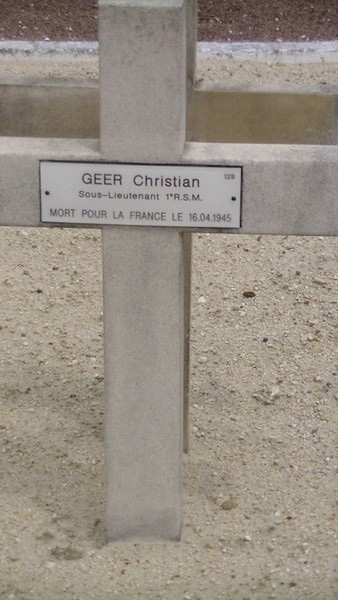 GEER Christian 129
Sous-Lieutenant 1°R.S.M.
MORT POUR LA FRANCE LE 16.04.1945